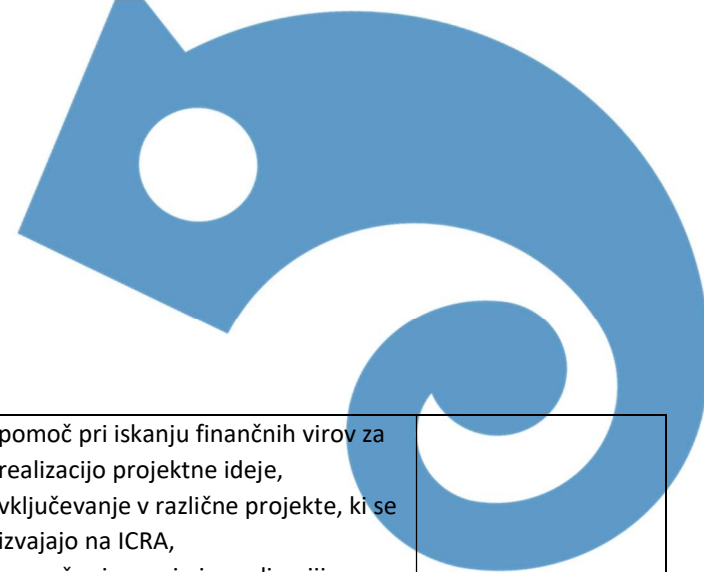 pomoč pri iskanju finančnih virov za
realizacijo projektne ideje,
vključevanje v različne projekte, ki se
izvajajo na ICRA,